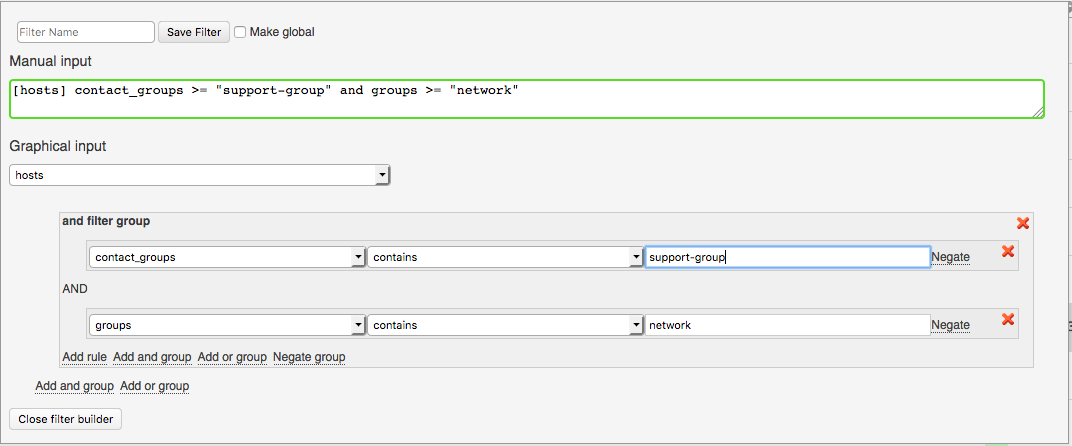 Filter Name Save Filter Make global
Manual input
[hosts] contact_groups >= "support-group" and groups >= "network"
Graphical input
hosts
and filter group
contact_groups contains support-group Negate
AND
groups contains network Negate
Add rule Add and group Add or group Negate group
Add and group Add or group
Close filter builder